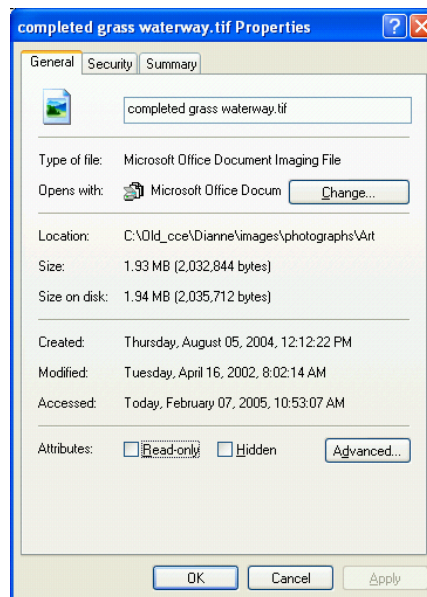 completed grass waterway.tif Properties
General Security Summary
completed grass waterway.tif
Type of file: Microsoft Office Document Imaging File
Opens with: Microsoft Office Docum Change...
Location: C:\Old_cce\Dianne\images\photographs\Art
Size: 1.93 MB (2,032,844 bytes)
Size on disk: 1.94 MB (2,035,712 bytes)
Created: Thursday, August 05, 2004, 12:12:22 PM
Modified: Tuesday, April 16, 2002, 8:02:14 AM
Accessed: Today, February 07, 2005, 10:53:07 AM
Attributes: Read-only Hidden Advanced...
OK Cancel Apply